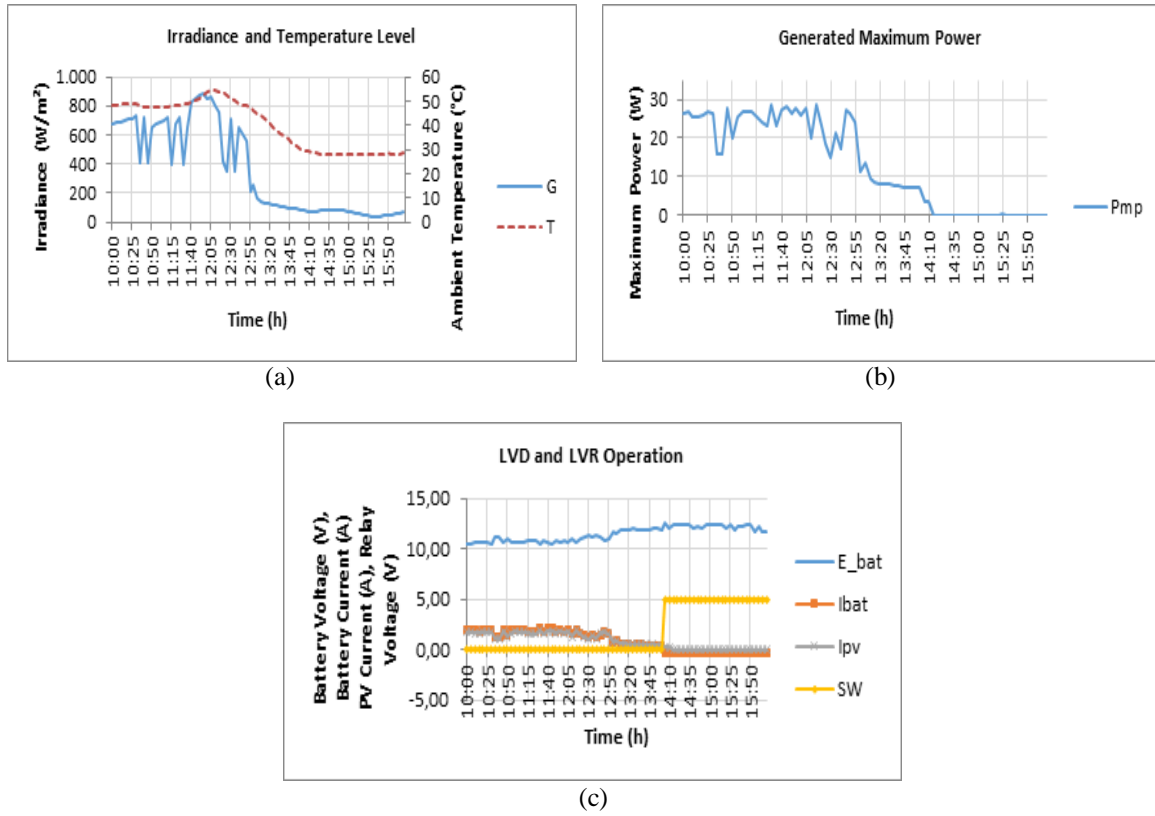 Irradiance and Temperature Level
Irradiance (W/m²)
1.000
800
600
400
200
0
60
50
40
30
20
10
0
Ambient Temperature (°C)
10:00
10:25
10:50
11:15
11:40
12:05
12:30
12:55
13:20
13:45
14:10
14:35
15:00
15:25
15:50
Time (h)
G
T
(a)
Generated Maximum Power
Maximum Power (W)
30
20
10
0
10:00
10:25
10:50
11:15
11:40
12:05
12:30
12:55
13:20
13:45
14:10
14:35
15:00
15:25
15:50
Time (h)
Pmp
(b)
LVD and LVR Operation
Battery Voltage (V),
Battery Current (A)
PV Current (A), Relay
Voltage (V)
15,00
10,00
5,00
0,00
-5,00
10:00
10:25
10:50
11:15
11:40
12:05
12:30
12:55
13:20
13:45
14:10
14:35
15:00
15:25
15:50
Time (h)
E_bat
Ibat
Ipv
SW
(c)